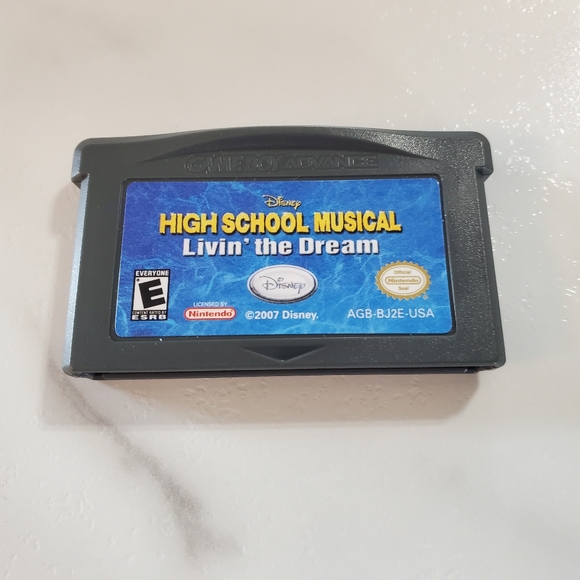 GAME BOY ADVANCE
Disney
HIGH SCHOOL MUSICAL
Livin' the Dream
EVERYONE
E
CONTENT RATED BY
ESRB
LICENSED BY
Nintendo
Disney
©2007 Disney.
Official
Nintendo
Seal
AGB-BJ2E-USA